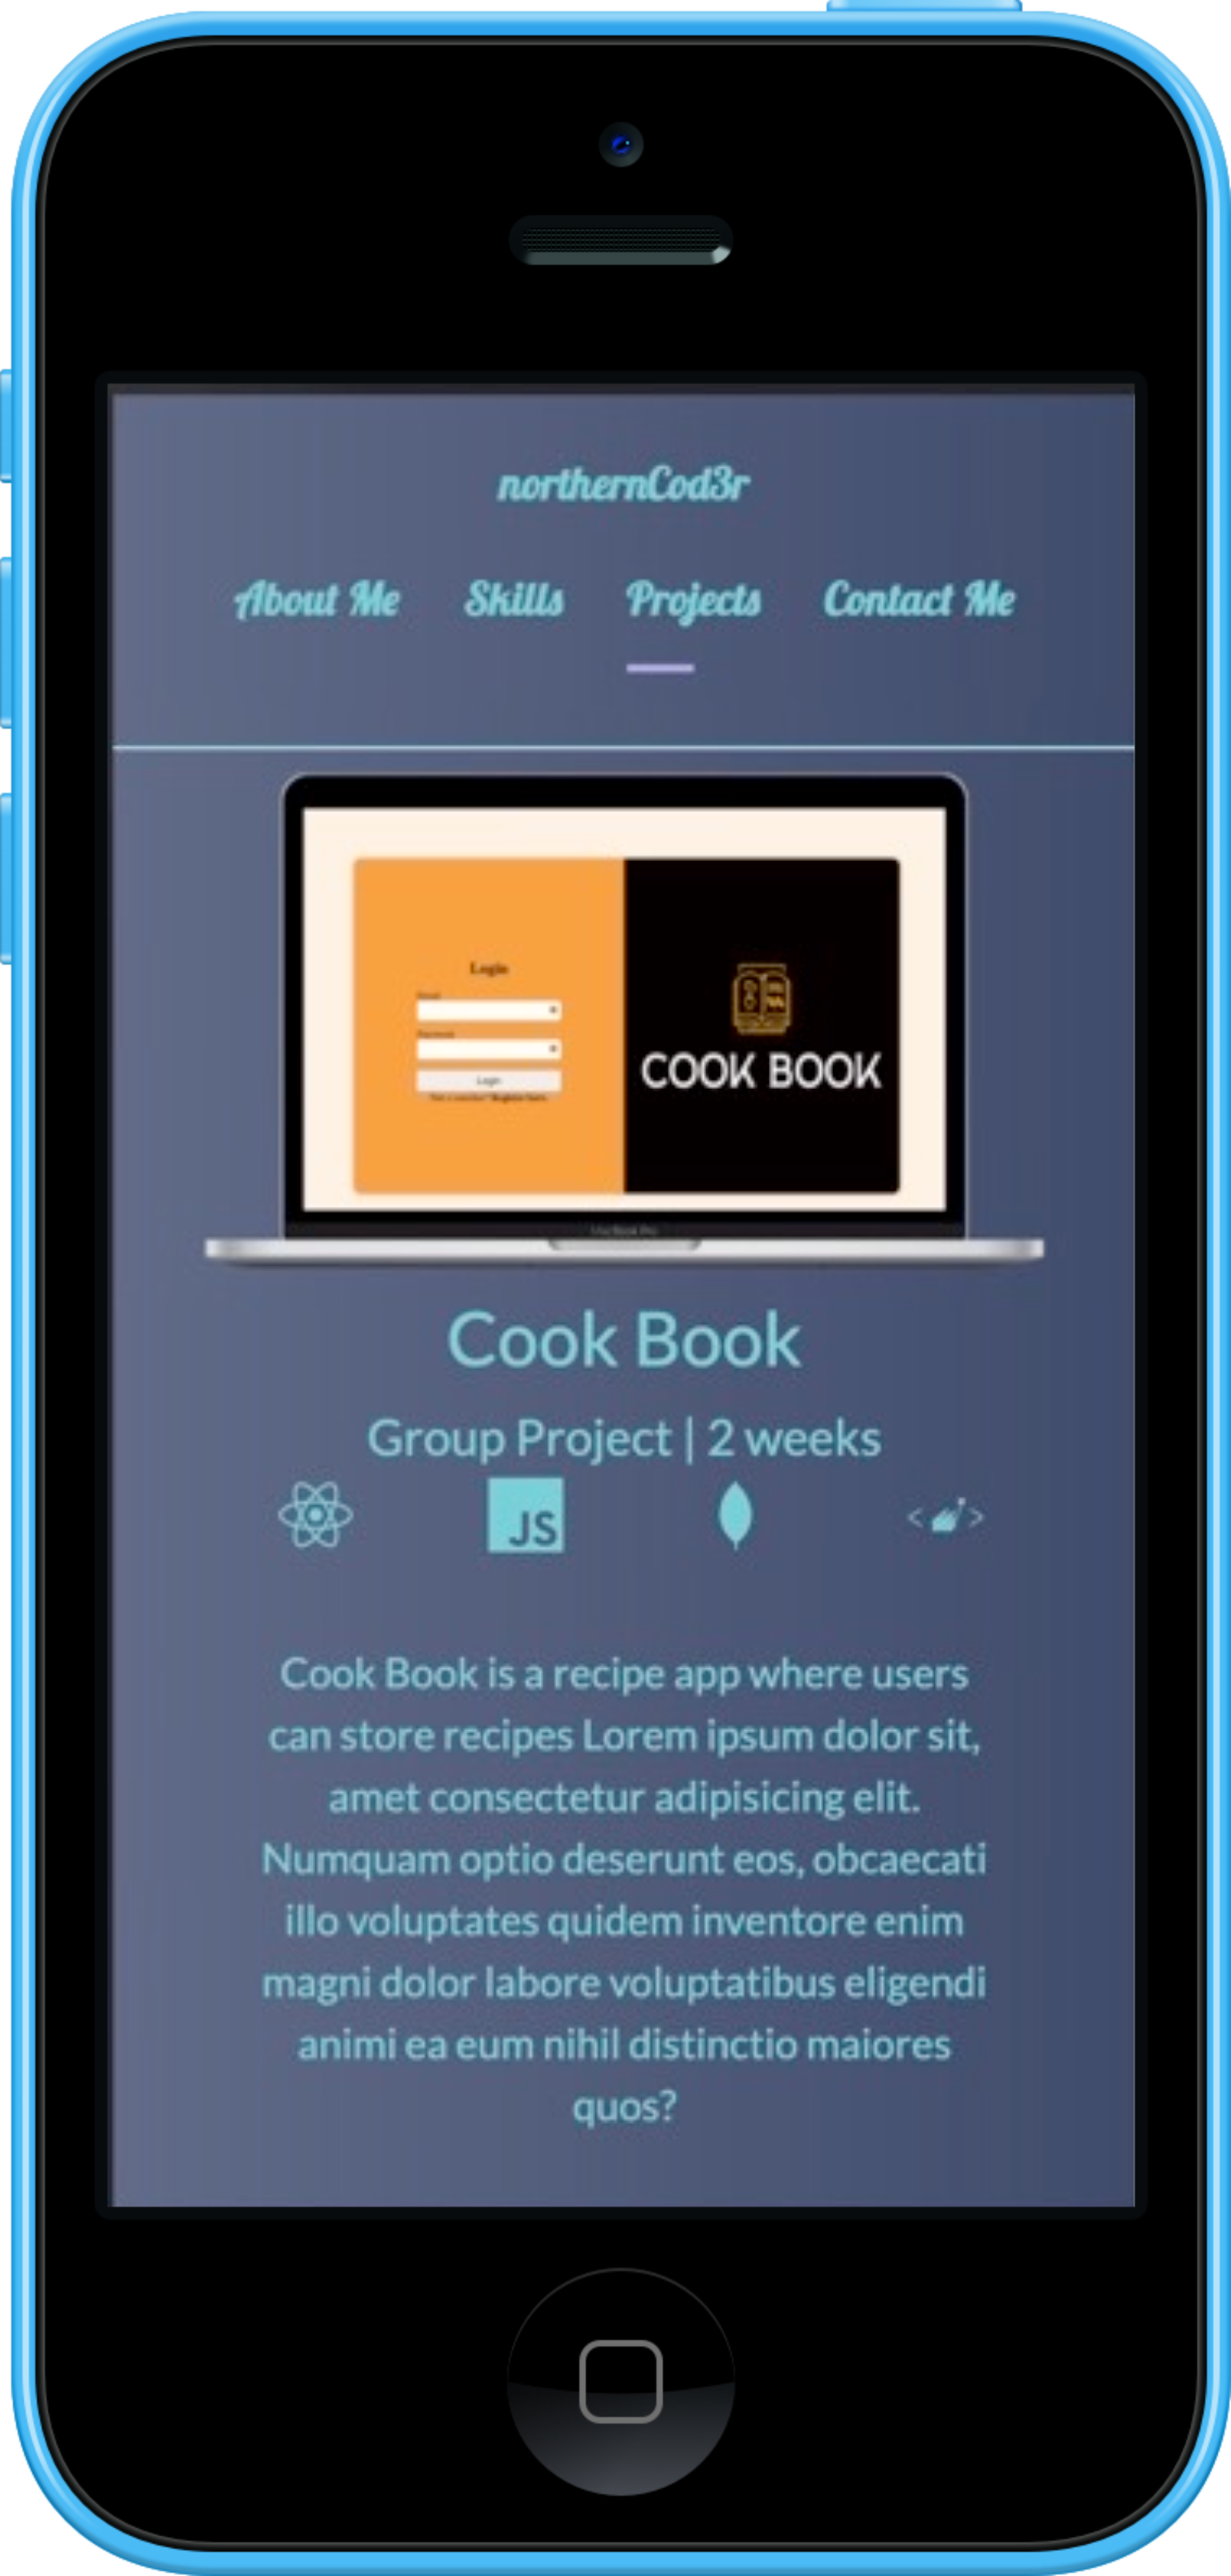 northernCod3r
About Me Skills Projects Contact Me
Login
Login
COOK BOOK
MacBook Pro
Cook Book
Group Project | 2 weeks
JS
Cook Book is a recipe app where users
can store recipes Lorem ipsum dolor sit,
amet consectetur adipisicing elit.
Numquam optio deserunt eos, obcaecati
illo voluptates quidem inventore enim
magni dolor labore voluptatibus eligendi
animi ea eum nihil distinctio maiores
quos?